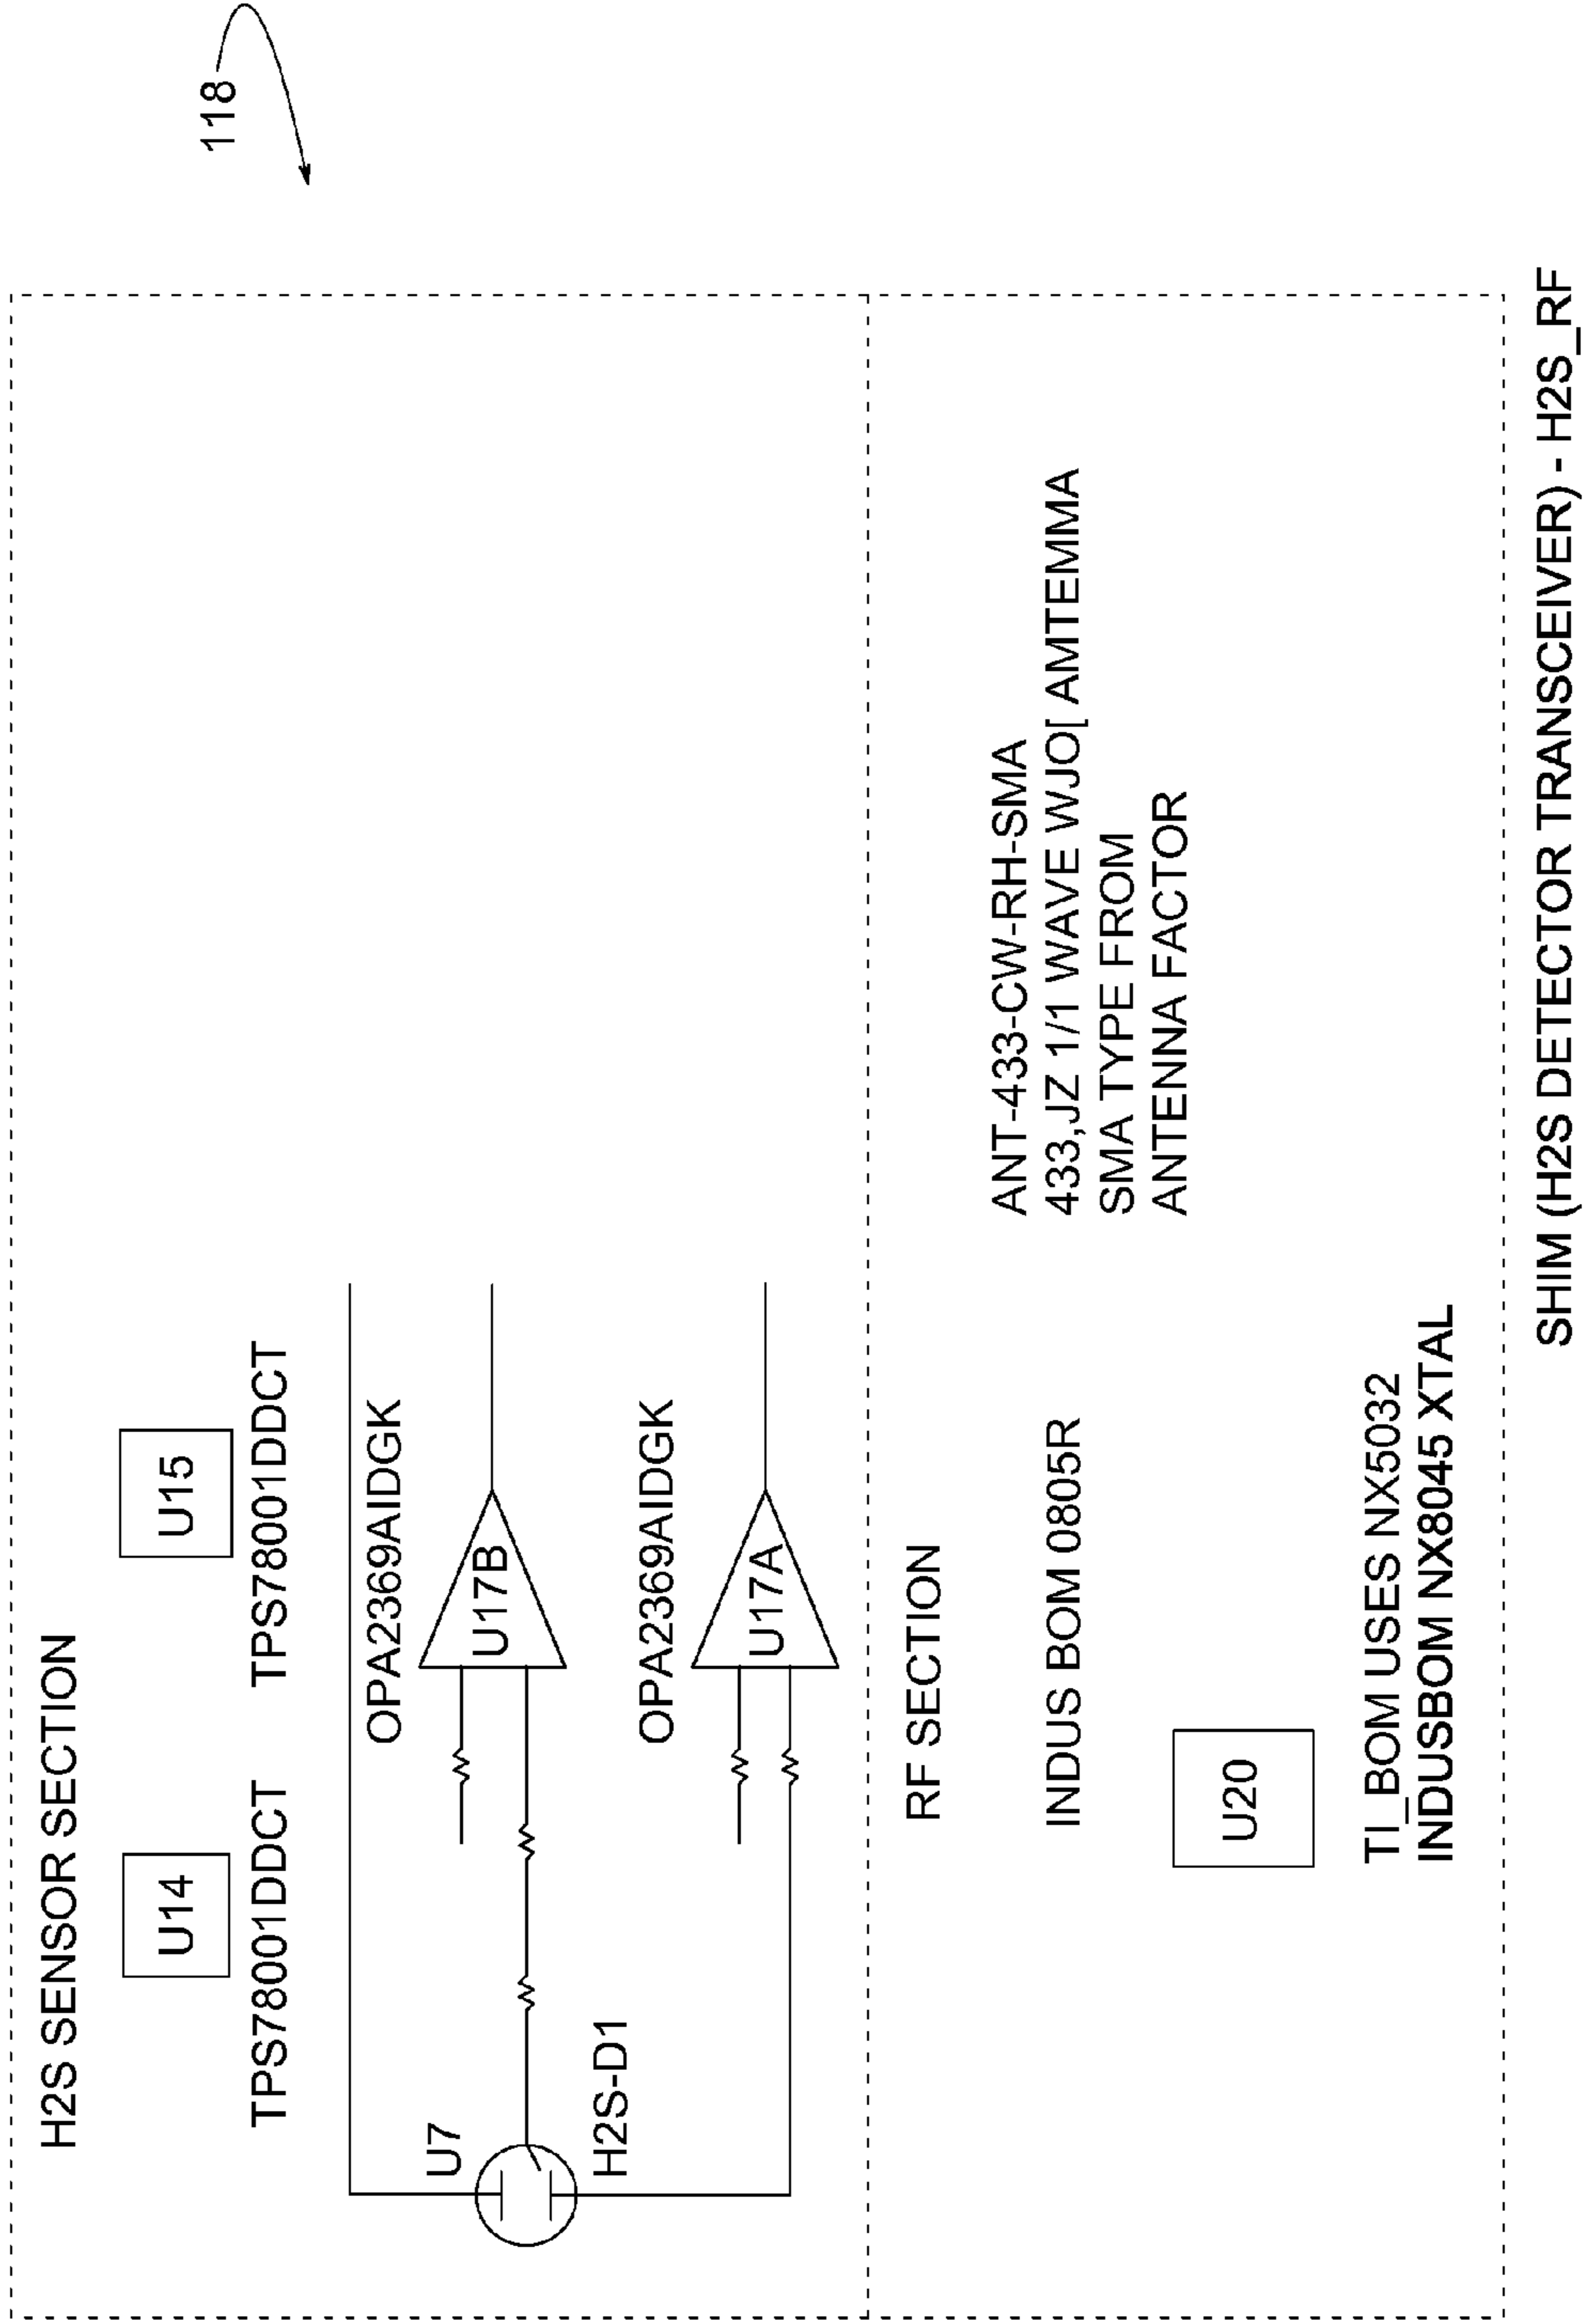 118
H2S SENSOR SECTION
U14
U15
TPS78001DDCT
TPS78001DDCT
OPA2369AIDGK
U7
U17B
H2S-D1
OPA2369AIDGK
U17A
RF SECTION
INDUS BOM 0805R
ANT-433-CW-RH-SMA
433,JZ 1/1 WAVE WJO[ AMTEMMA
SMA TYPE FROM
ANTENNA FACTOR
U20
TI_BOM USES NX5032
INDUSBOM NX8045 XTAL
SHIM (H2S DETECTOR TRANSCEIVER) - H2S_RF